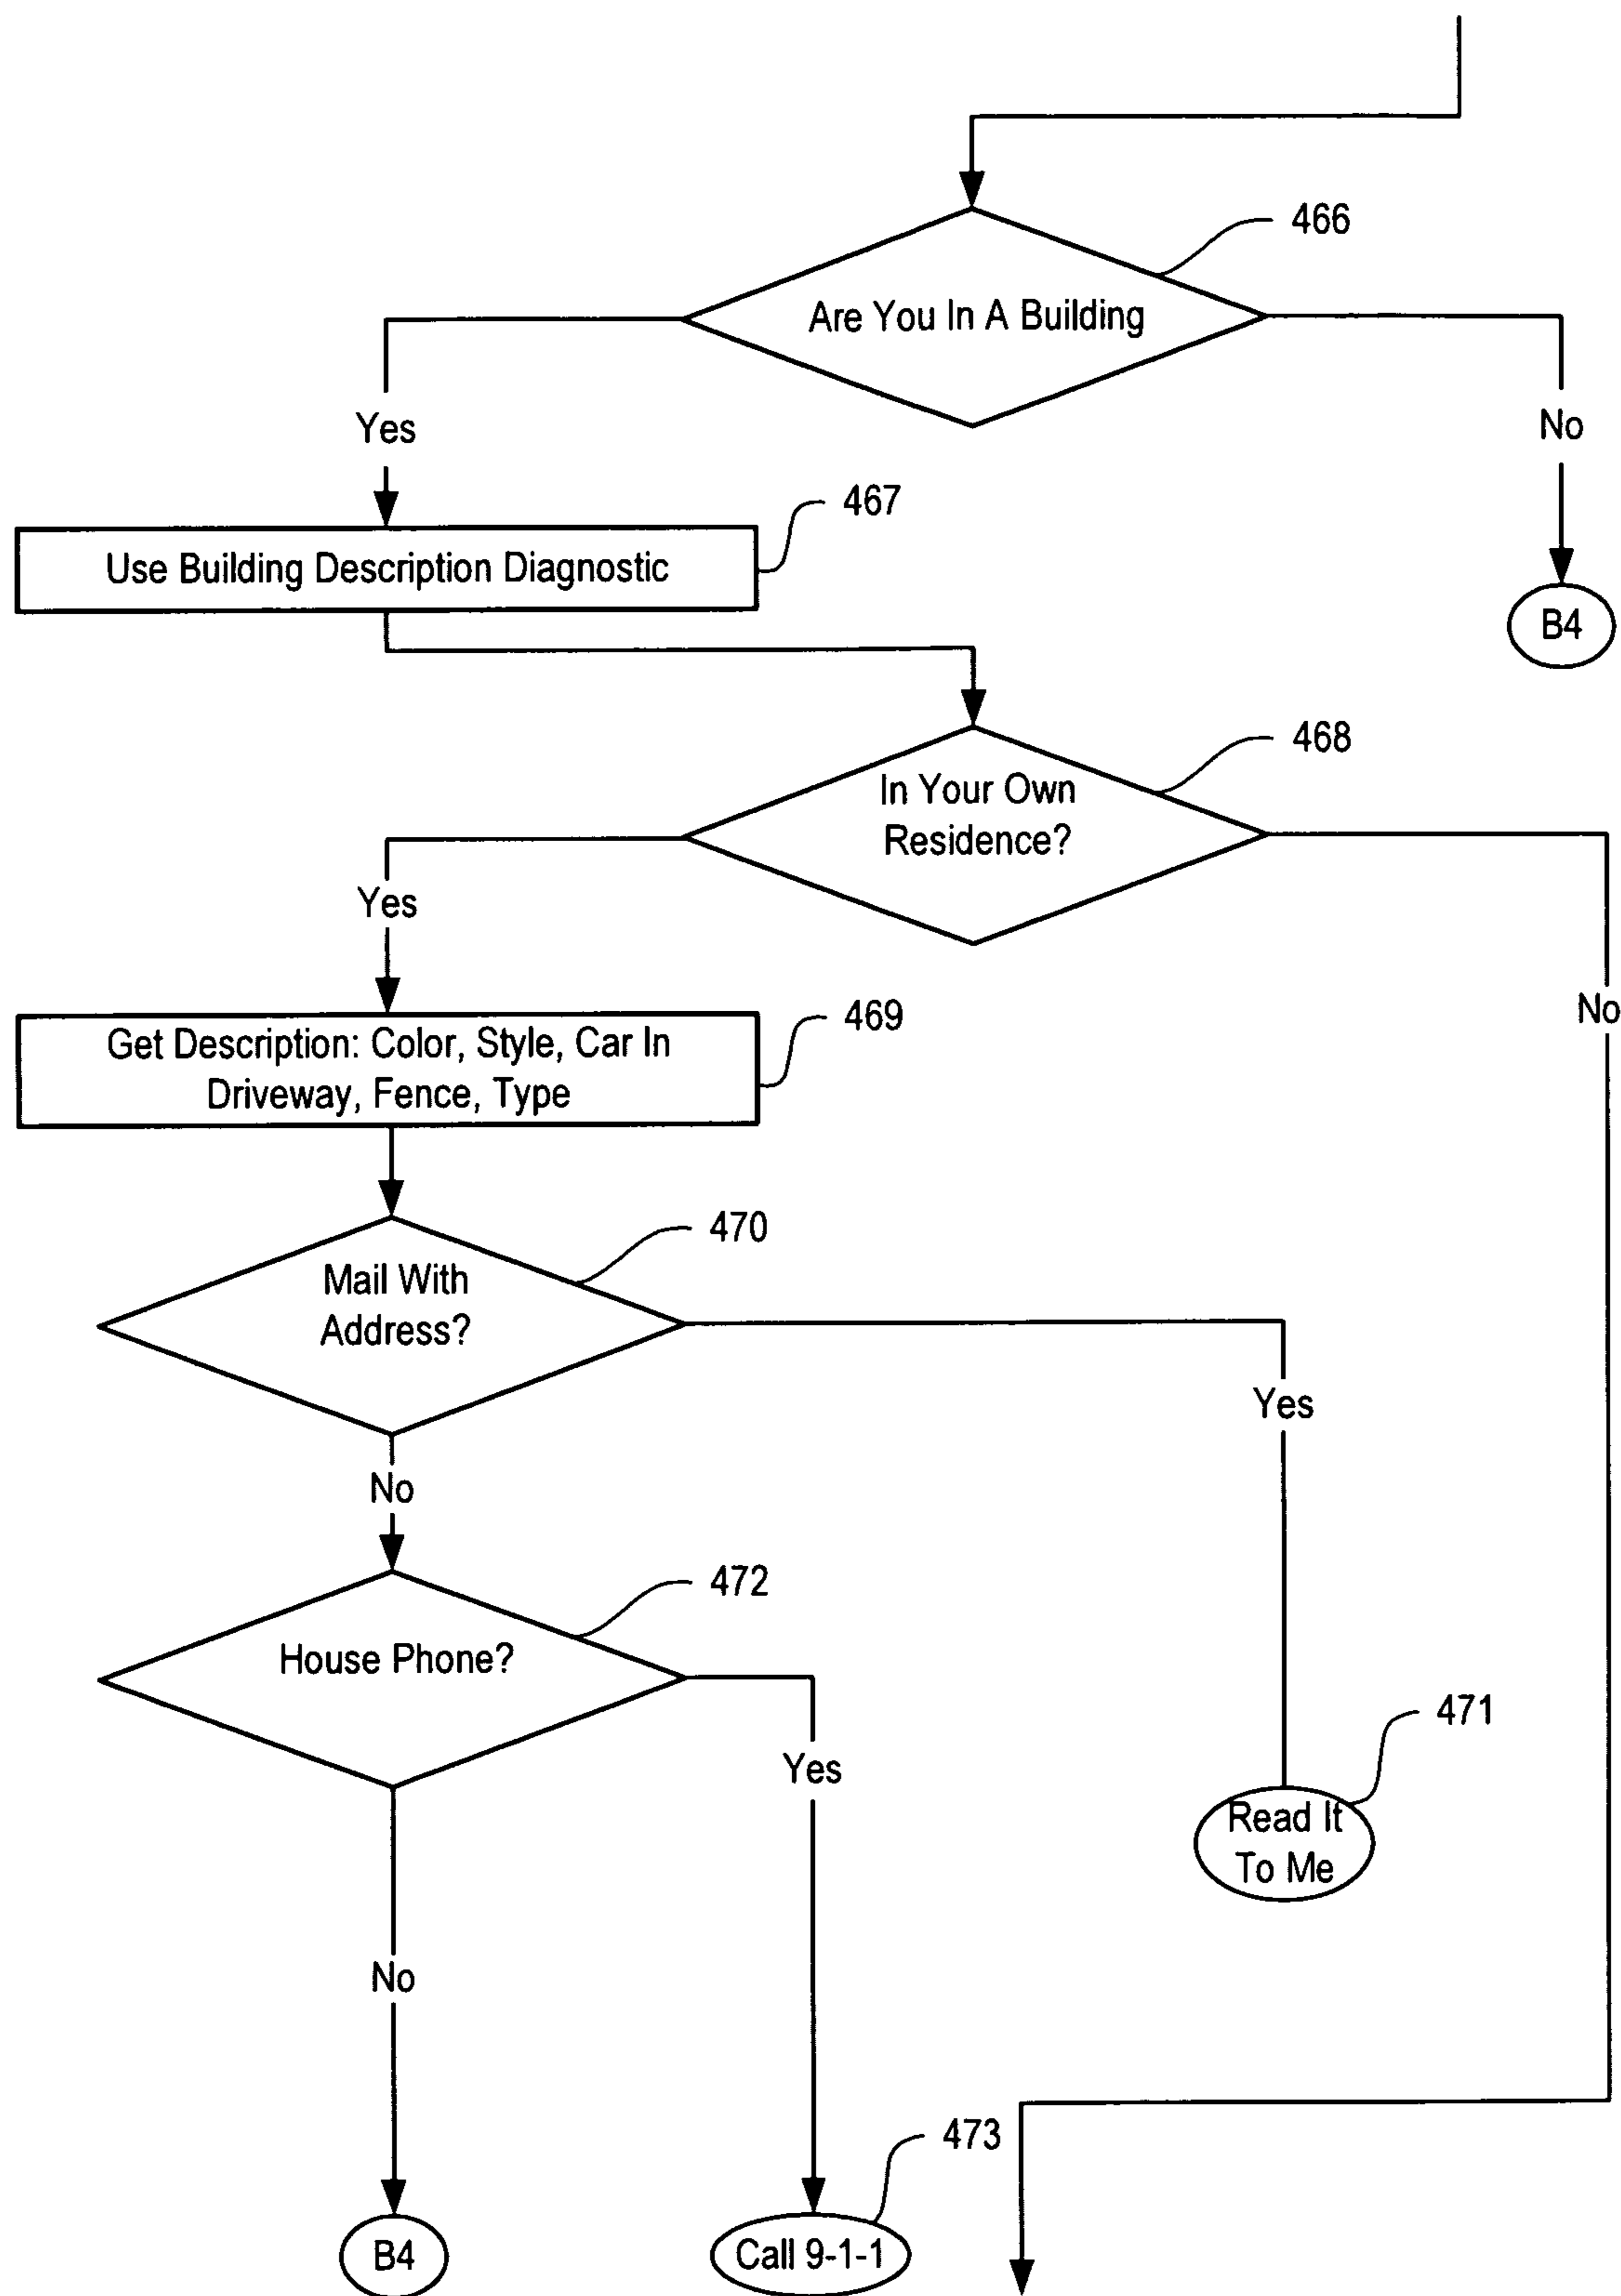 466
Are You In A Building
Yes
No
467
Use Building Description Diagnostic
B4
468
In Your Own
Residence?
Yes
No
469
Get Description: Color, Style, Car In
Driveway, Fence, Type
470
Mail With
Address?
Yes
No
472
House Phone?
471
Yes
Read It
To Me
No
473
B4
Call 9-1-1